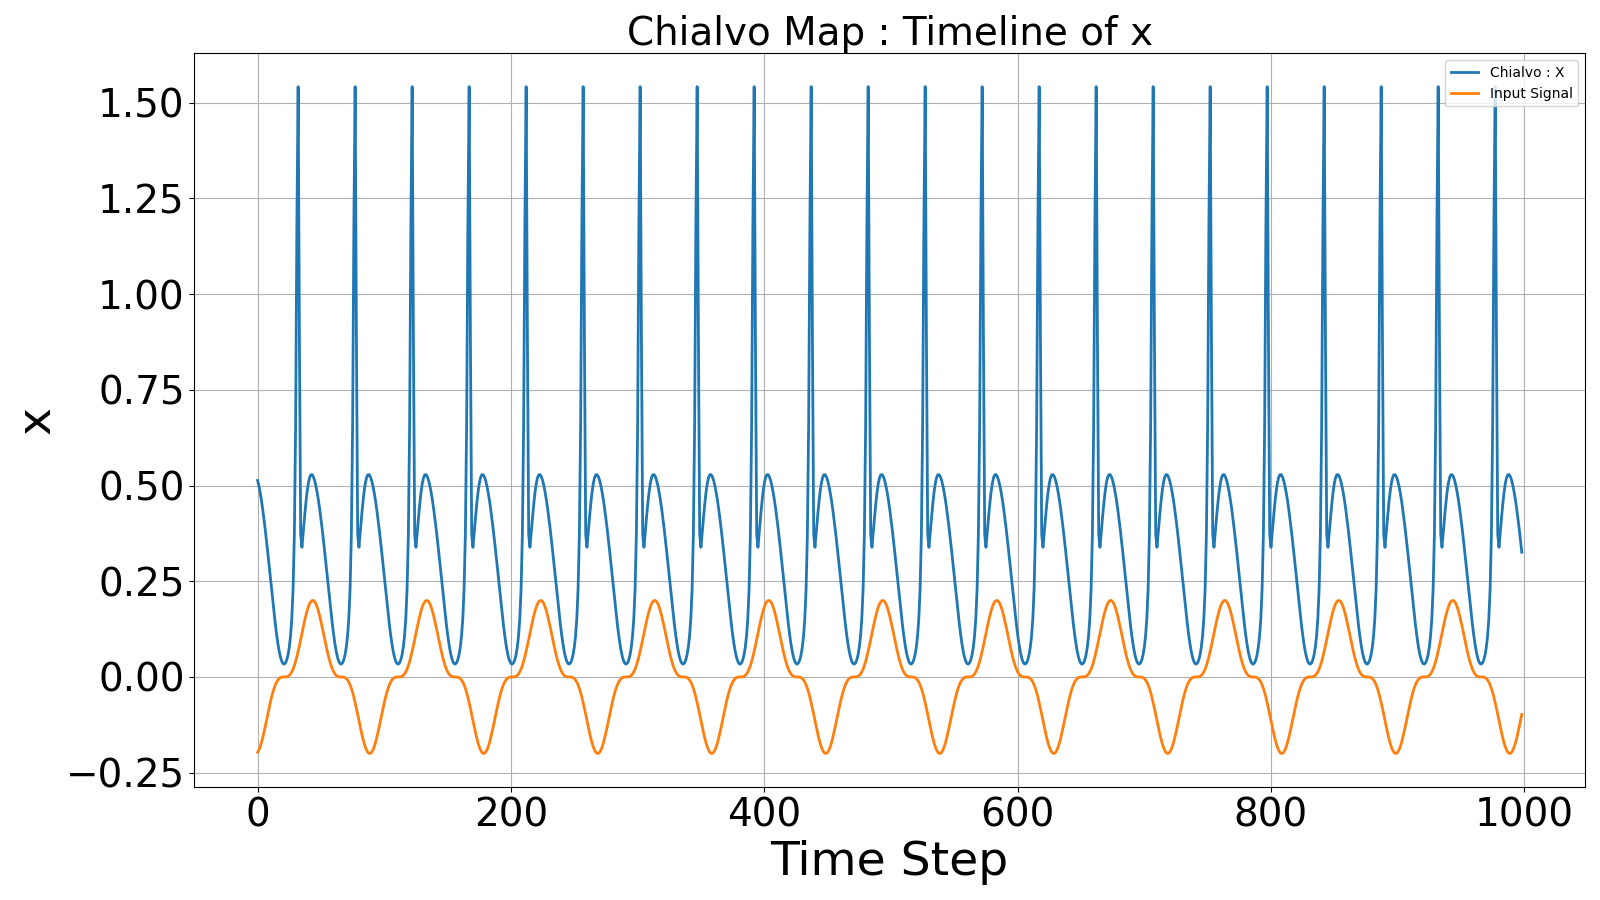 Chialvo Map : Timeline of x
Chialvo : X
Input Signal
1.50
1.25
1.00
0.75
0.50
0.25
0.00
−0.25
x
0 200 400 600 800 1000
Time Step